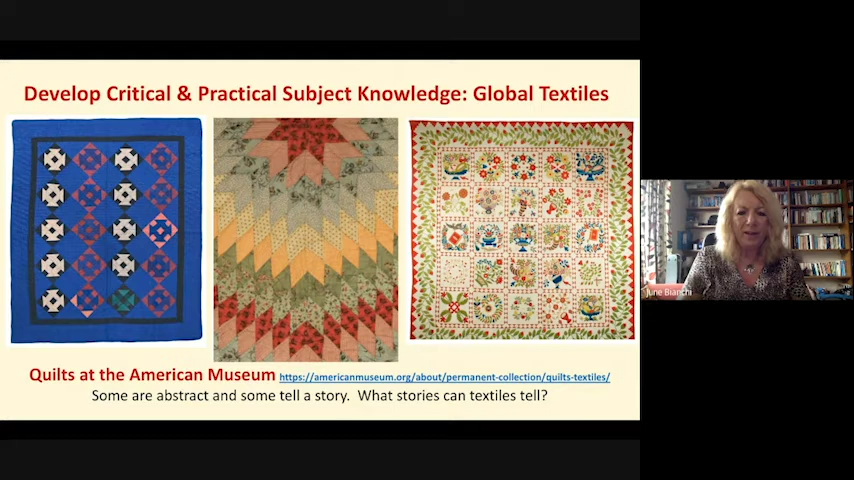 Develop Critical & Practical Subject Knowledge: Global Textiles
Quilts at the American Museum https://americanmuseum.org/about/permanent-collection/quilts-textiles/
Some are abstract and some tell a story.  What stories can textiles tell?
June Bianchi